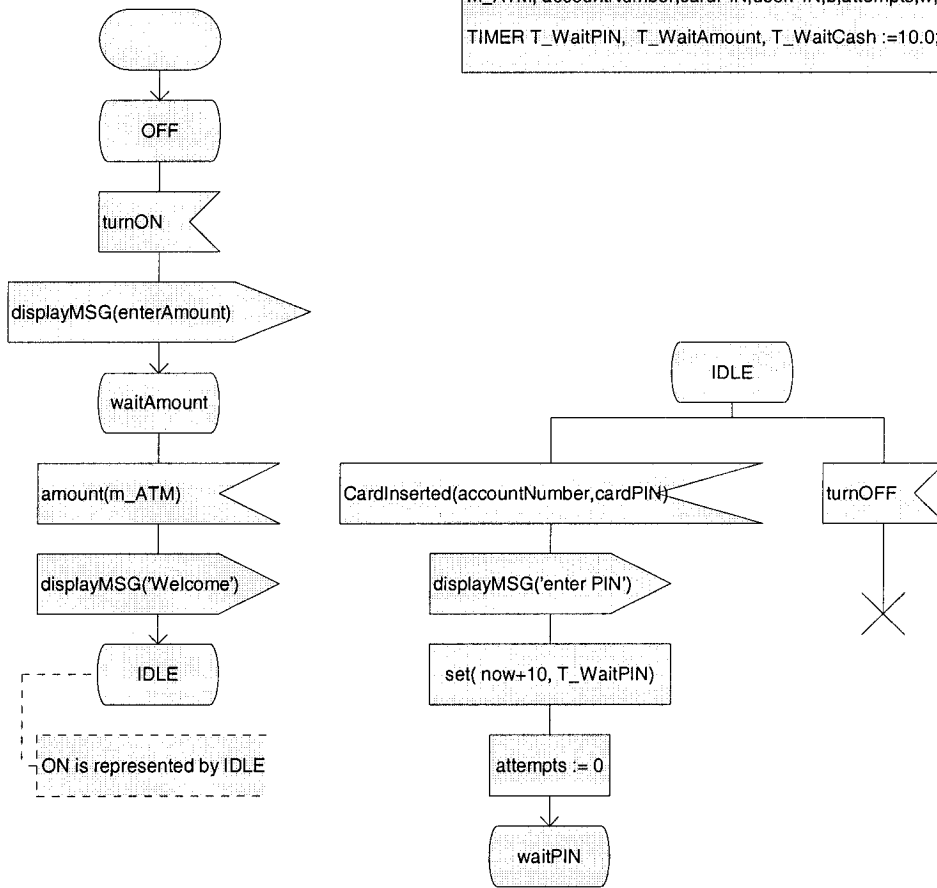 TIMER T_WaitPIN, T_WaitAmount, T_WaitCash :=10.0;
OFF
turnON
displayMSG(enterAmount)
waitAmount
amount(m_ATM)
displayMSG('Welcome')
IDLE
ON is represented by IDLE
IDLE
CardInserted(accountNumber,cardPIN)
displayMSG('enter PIN')
set( now+10, T_WaitPIN)
attempts := 0
waitPIN
turnOFF